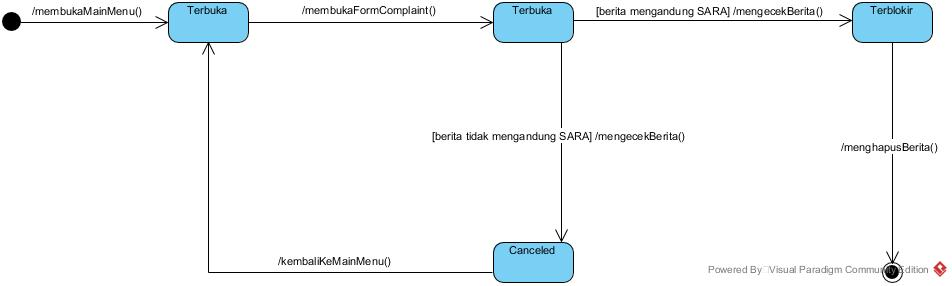 /membukaMainMenu()
Terbuka
/membukaFormComplaint()
Terbuka
[berita mengandung SARA] /mengecekBerita()
Terblokir
[berita tidak mengandung SARA] /mengecekBerita()
/menghapusBerita()
Canceled
/kembaliKeMainMenu()
Powered By Visual Paradigm Community Edition